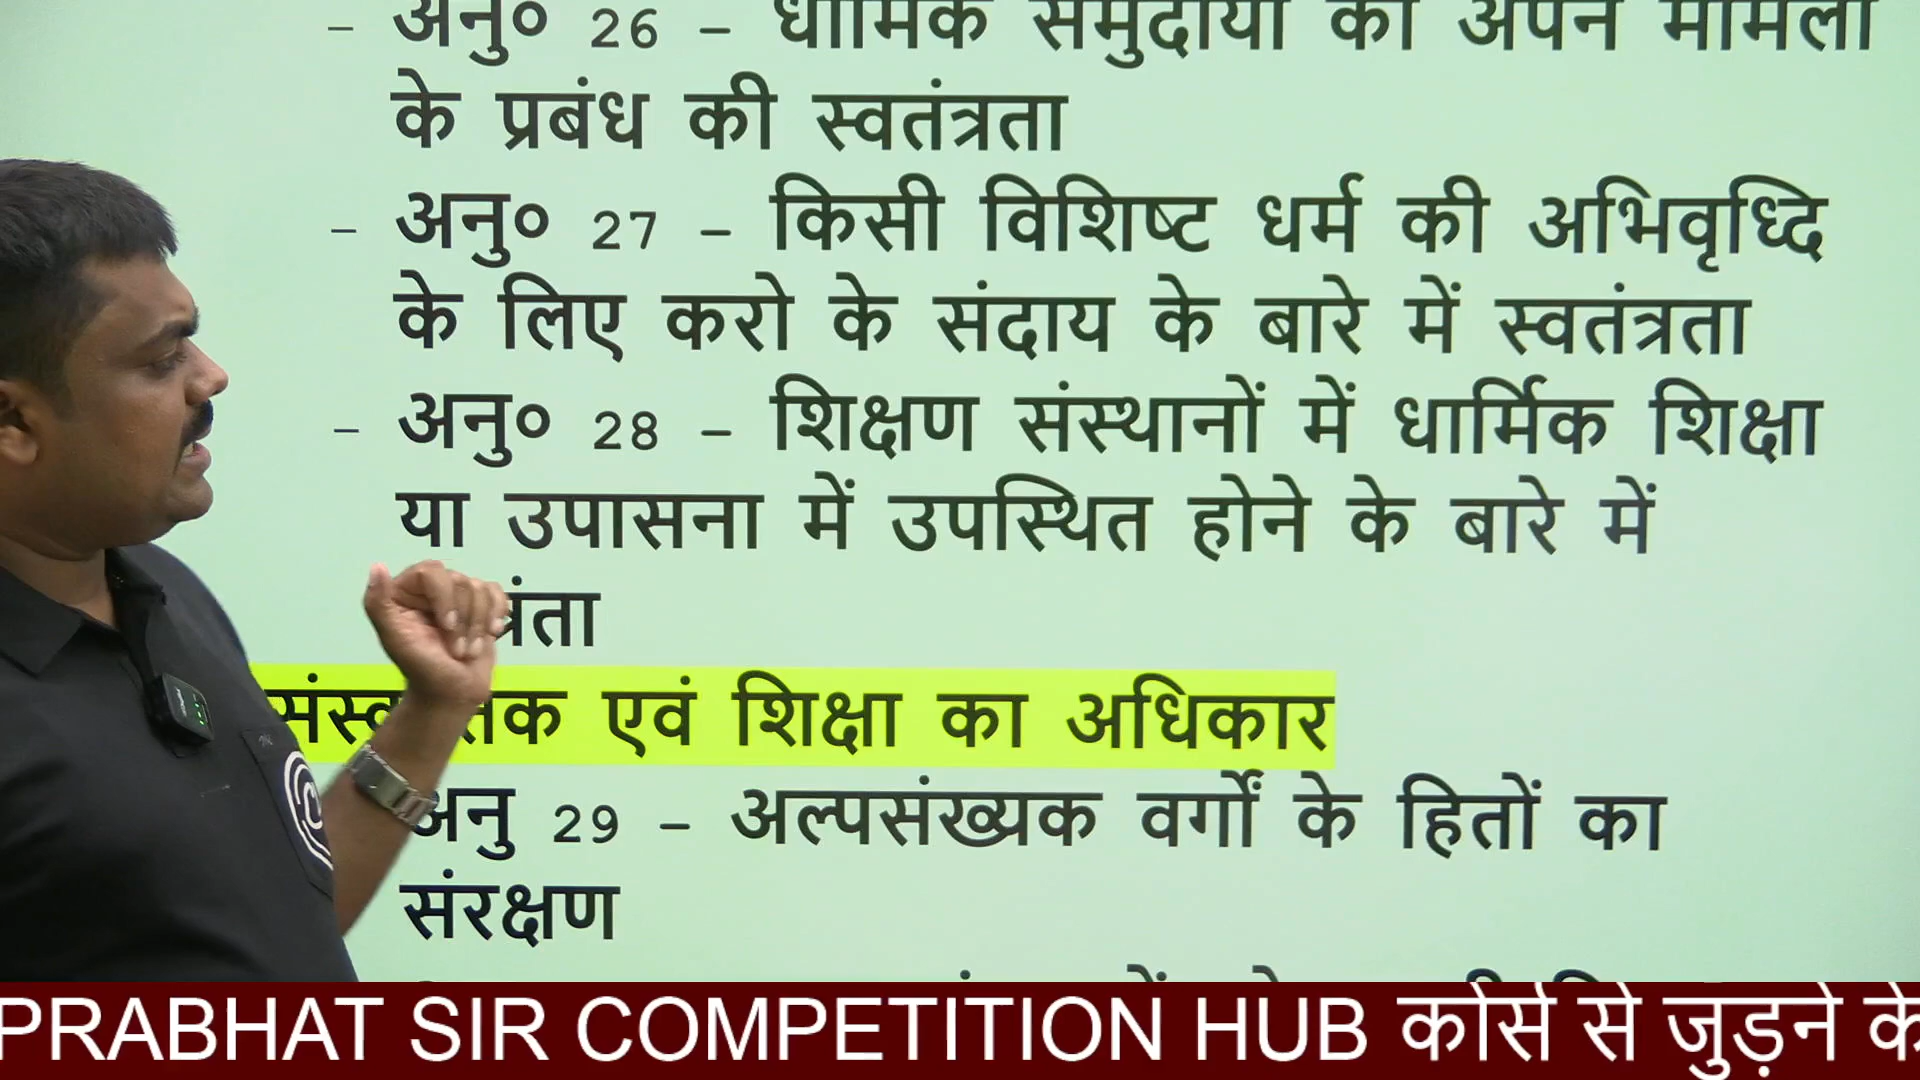 – अनु० 26 – धार्मिक समुदायों को अपने मामलों
के प्रबंध की स्वतंत्रता
– अनु० 27 – किसी विशिष्ट धर्म की अभिवृध्दि
के लिए करो के संदाय के बारे में स्वतंत्रता
– अनु० 28 – शिक्षण संस्थानों में धार्मिक शिक्षा
या उपासना में उपस्थित होने के बारे में
एवं शिक्षा का अधिकार
अनु 29 – अल्पसंख्यक वर्गों के हितों का
संरक्षण
PRABHAT SIR COMPETITION HUB कोर्स से जुड़ने के